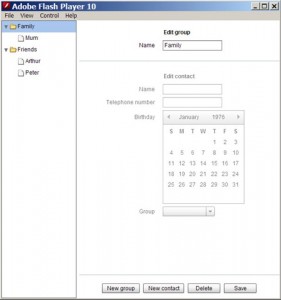 Adobe Flash Player 10
File View Control Help
Family
Mum
Friends
Arthur
Peter
Edit group
Name Family
Edit contact
Name
Telephone number
Birthday January 1976
S M T W T F S
1 2 3
4 5 6 7 8 9 10
11 12 13 14 15 16 17
18 19 20 21 22 23 24
25 26 27 28 29 30 31
Group
New group New contact Delete Save